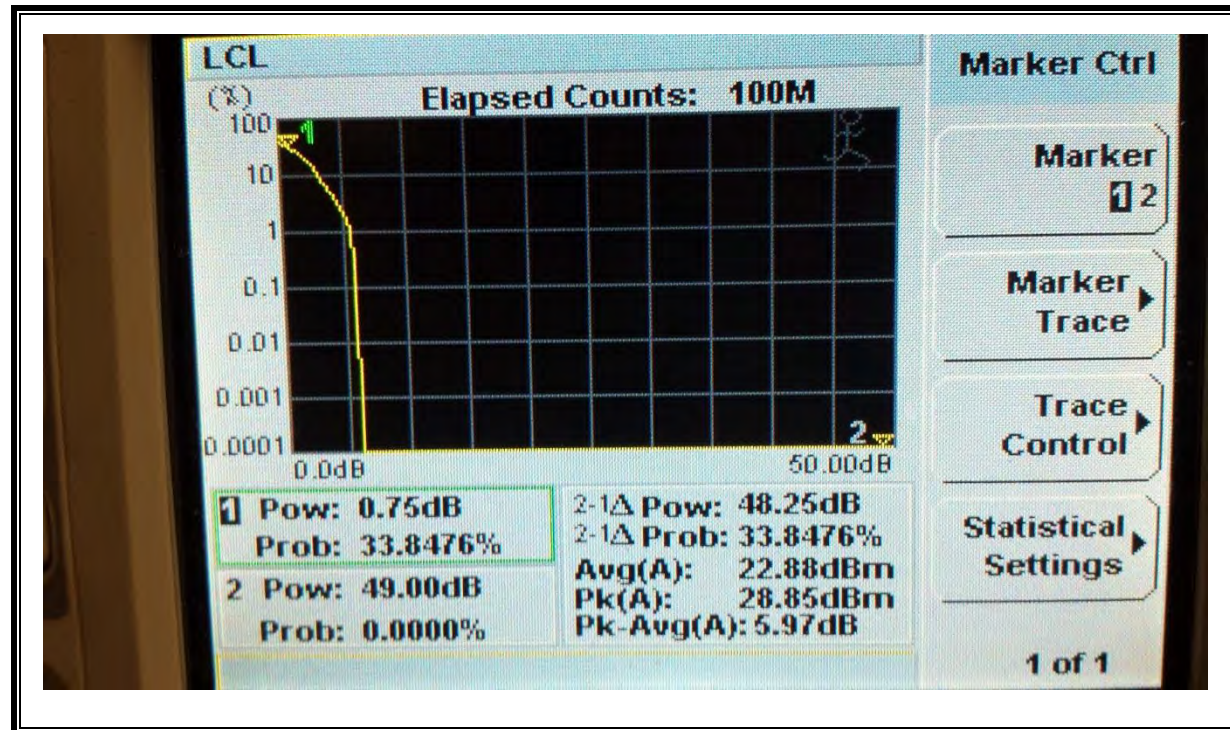 LCL
Marker Ctrl
(%)
Elapsed Counts: 100M
100
1
10
1
0.1
0.01
0.001
0.0001
2
0.0dB
50.00dB
1 Pow: 0.75dB
Prob: 33.8476%
2 Pow: 49.00dB
Prob: 0.0000%
2-1Δ Pow: 48.25dB
2-1Δ Prob: 33.8476%
Avg(A): 22.88dBm
Pk(A): 28.85dBm
Pk-Avg(A): 5.97dB
Marker
1 2
Marker
Trace
Trace
Control
Statistical
Settings
1 of 1